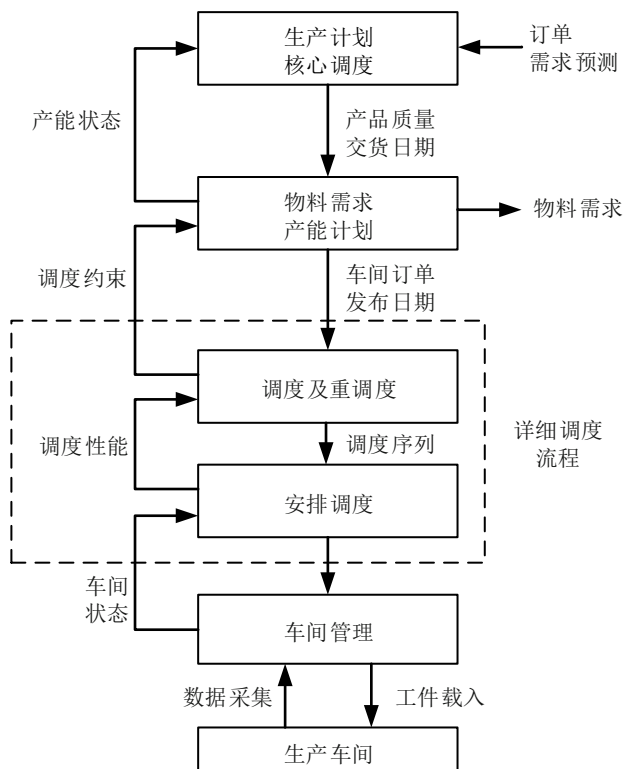 生产计划
核心调度
订单
需求预测
产能状态
产品质量
交货日期
物料需求
产能计划
物料需求
调度约束
车间订单
发布日期
调度及重调度
详细调度
流程
调度性能
调度序列
安排调度
车间
状态
车间管理
数据采集
工件载入
生产车间